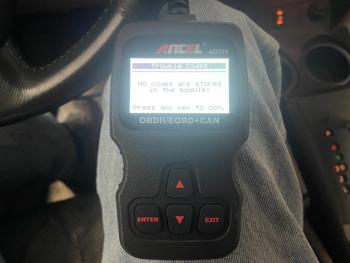 ANCEL
AD310
Trouble Codes
No codes are stored
in the module!
Press any key to con.
OBDII/EOBD+CAN
ENTER
EXIT